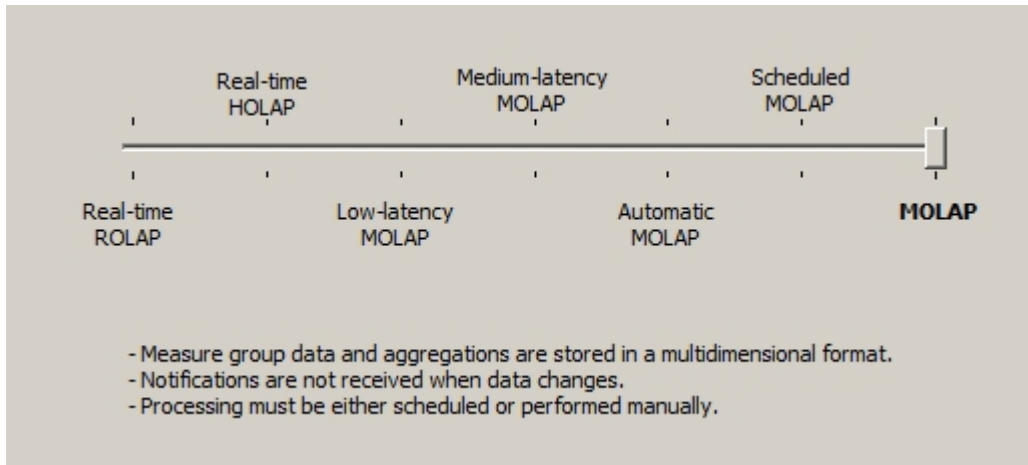 Real-time
HOLAP
Medium-latency
MOLAP
Scheduled
MOLAP
Real-time
ROLAP
Low-latency
MOLAP
Automatic
MOLAP
MOLAP
- Measure group data and aggregations are stored in a multidimensional format.
- Notifications are not received when data changes.
- Processing must be either scheduled or performed manually.